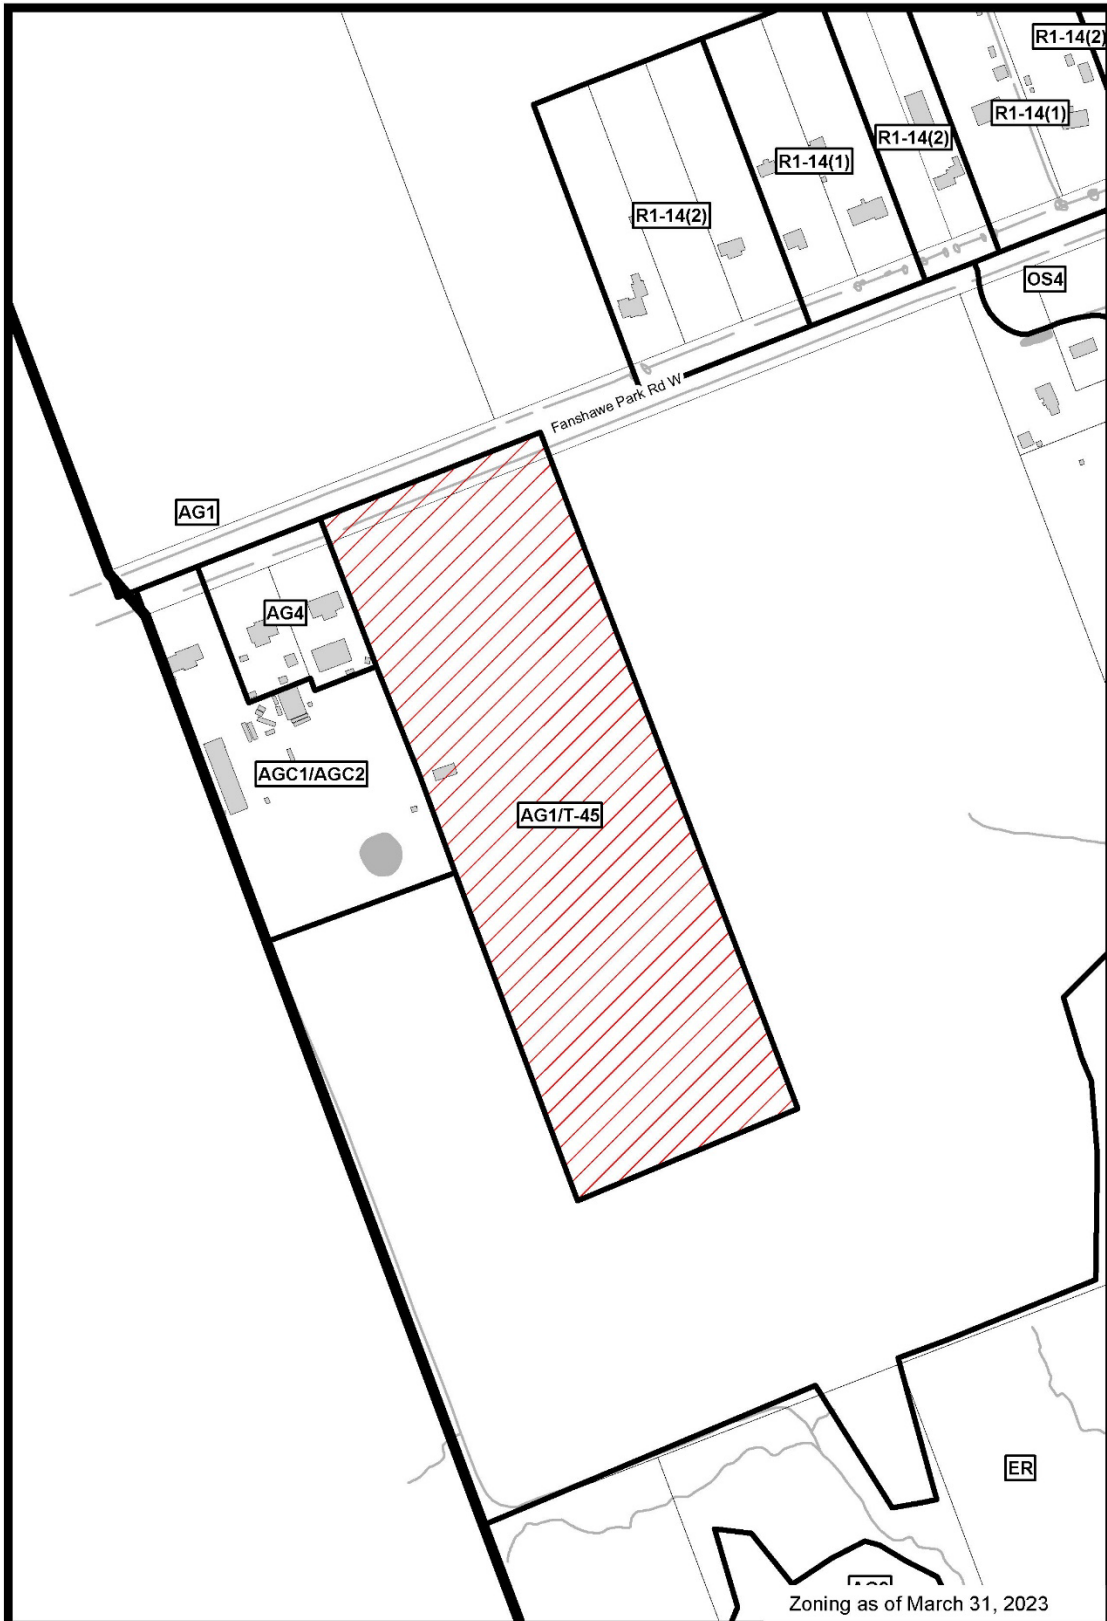 R1-14(2)
R1-14(1)
R1-14(2)
R1-14(1)
R1-14(2)
OS4
Fanshawe Park Rd W
AG1
AG4
AGC1/AGC2
AG1/T-45
ER
Zoning as of March 31, 2023